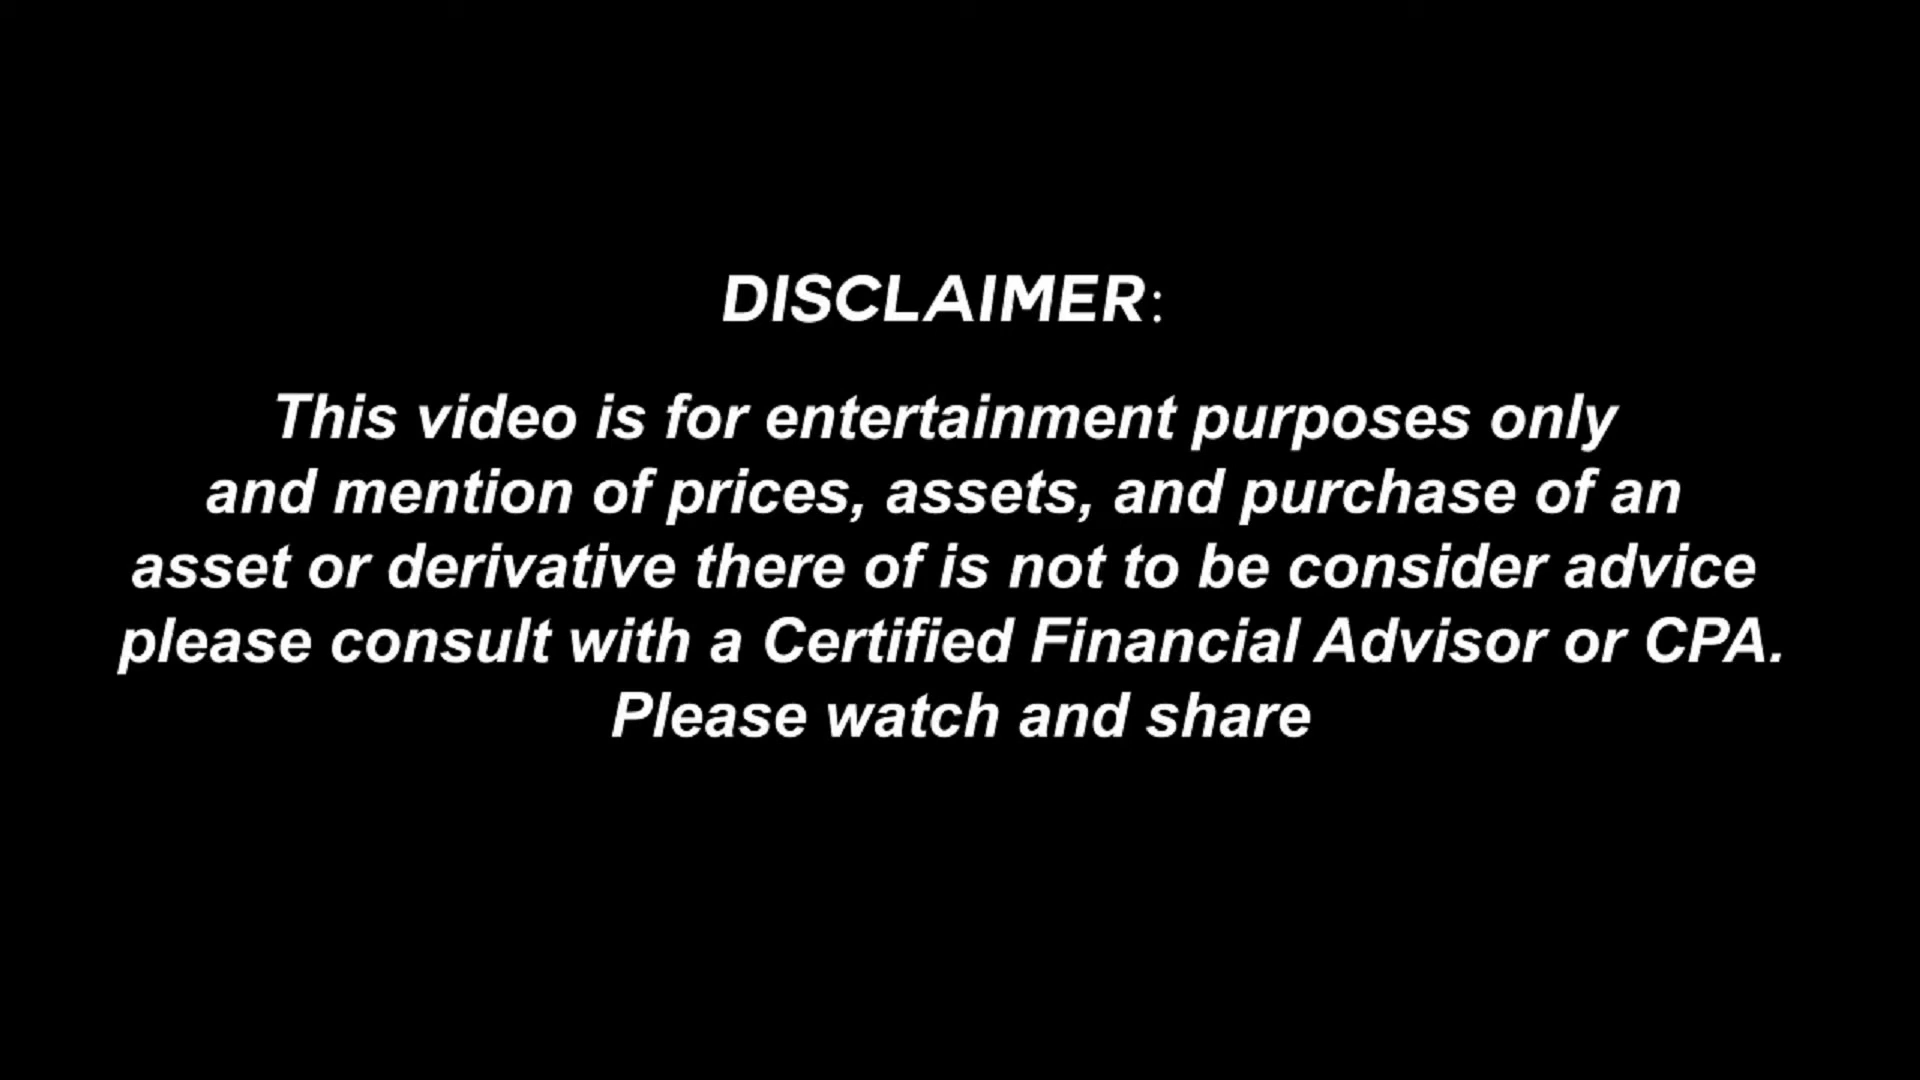 DISCLAIMER:
This video is for entertainment purposes only
and mention of prices, assets, and purchase of an
asset or derivative there of is not to be consider advice
please consult with a Certified Financial Advisor or CPA.
Please watch and share